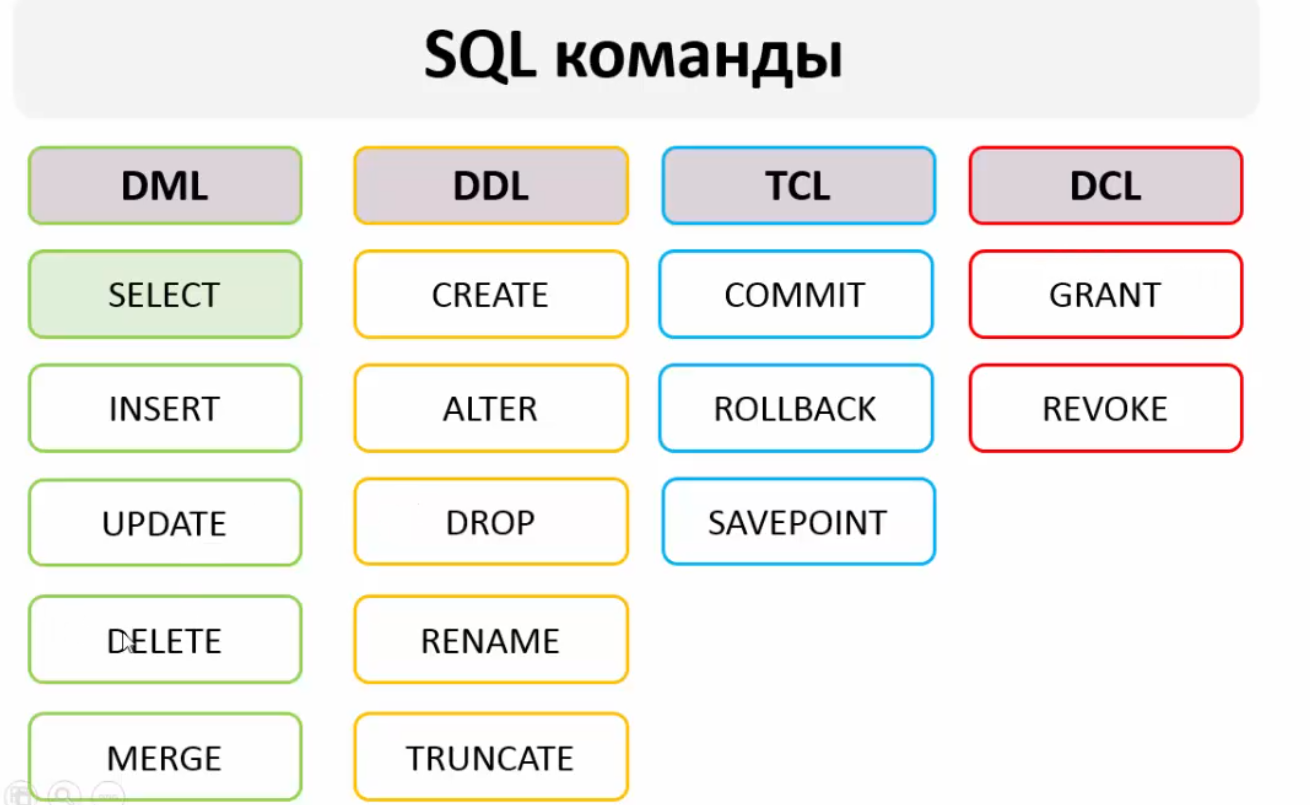 SQL команды
DML DDL TCL DCL
SELECT CREATE COMMIT GRANT
INSERT ALTER ROLLBACK REVOKE
UPDATE DROP SAVEPOINT
DELETE RENAME
MERGE TRUNCATE